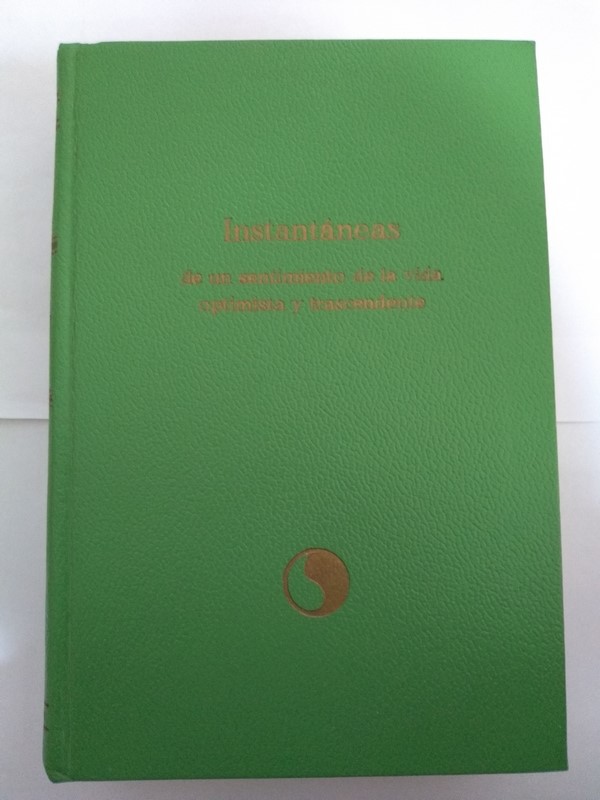 Instantáneas
de un sentimiento de la vida
optimista y trascendente